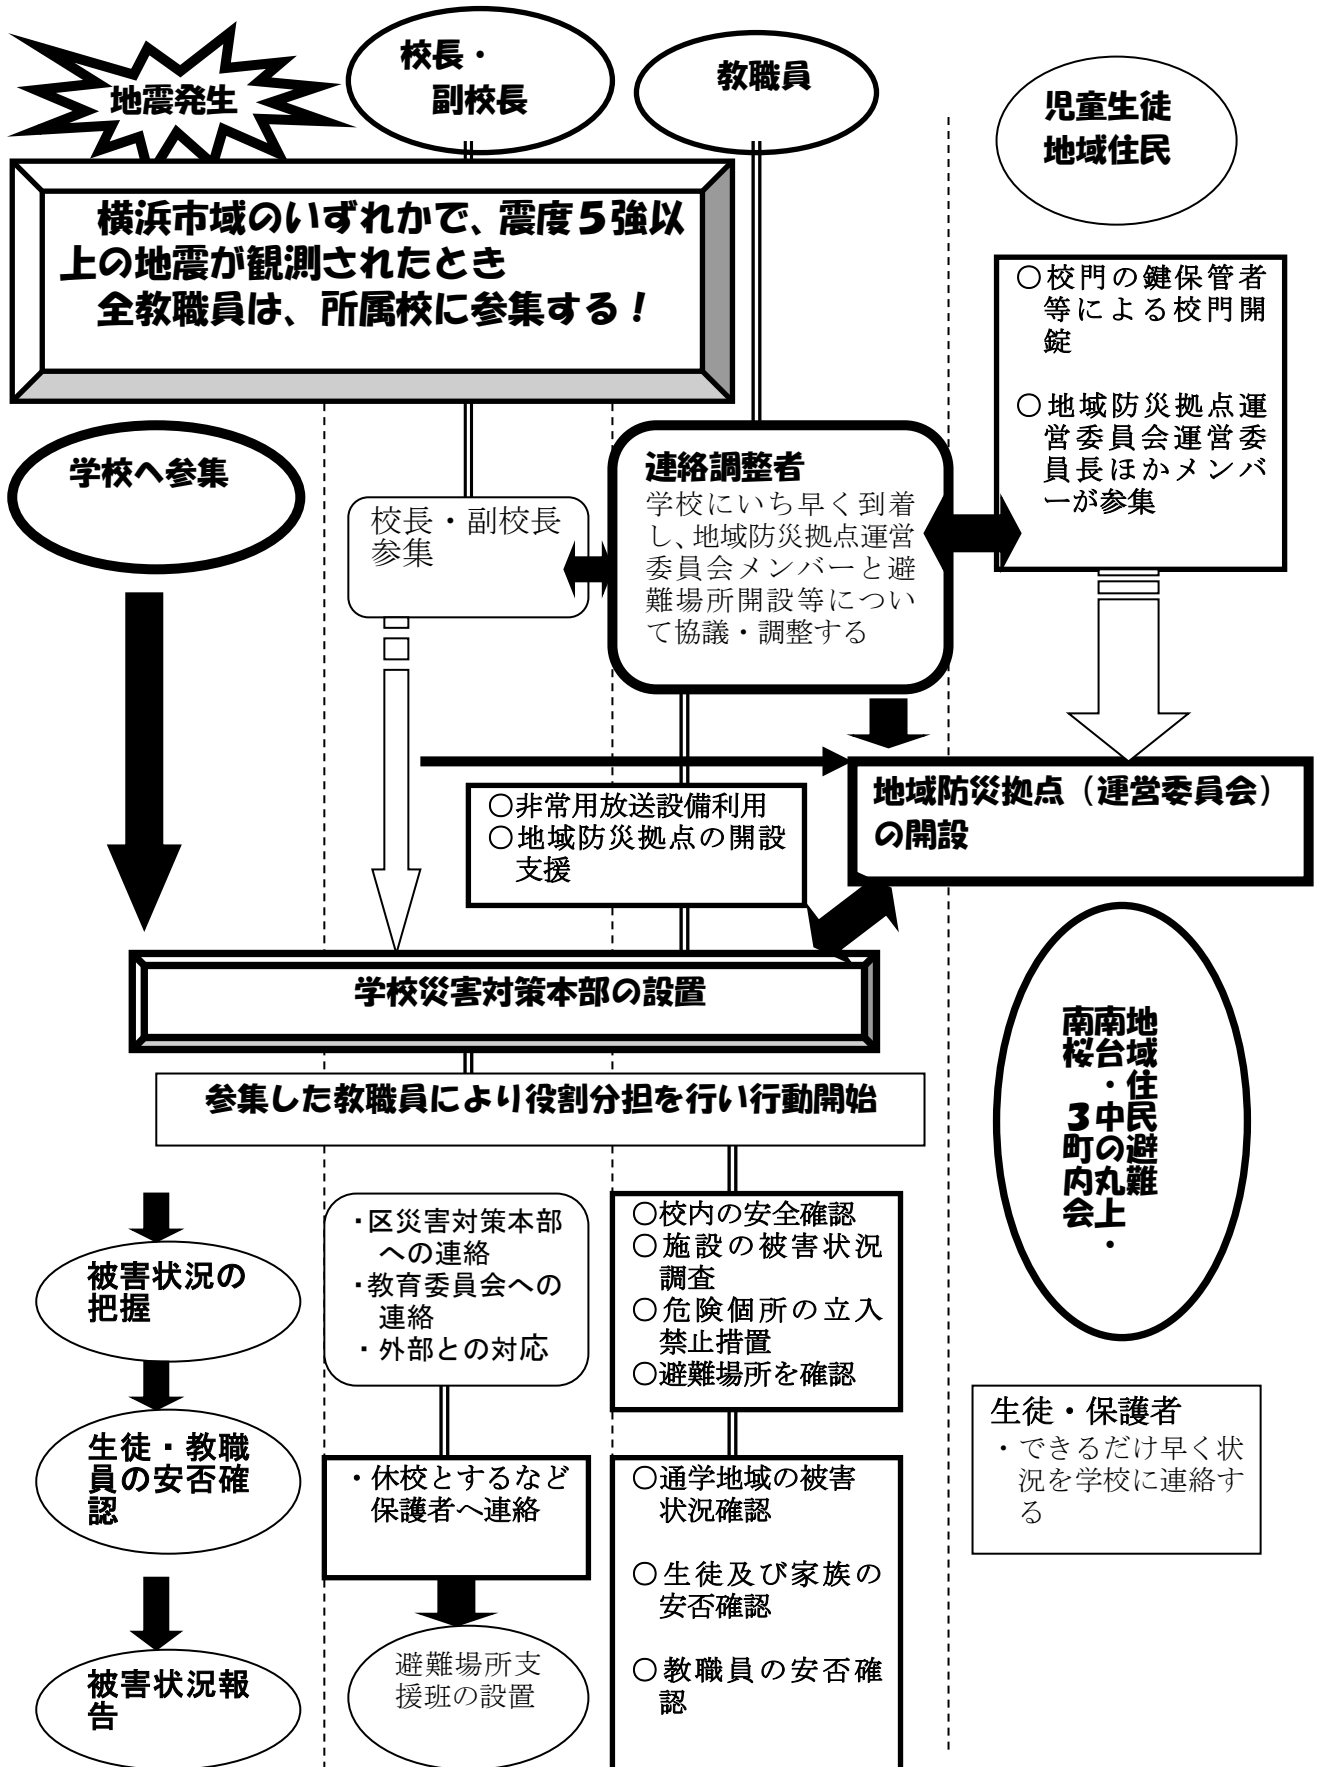 地震発生
校長・
副校長
教職員
児童生徒
地域住民
横浜市域のいずれかで、震度５強以
上の地震が観測されたとき
全教職員は、所属校に参集する！
〇校門の鍵保管者
等による校門開
錠
〇地域防災拠点運
営委員会運営委
員長ほかメンバ
ーが参集
学校へ参集
校長・副校長
参集
連絡調整者
学校にいち早く到着
し、地域防災拠点運営
委員会メンバーと避
難場所開設等につい
て協議・調整する
〇非常用放送設備利用
〇地域防災拠点の開設
支援
地域防災拠点（運営委員会）
の開設
学校災害対策本部の設置
参集した教職員により役割分担を行い行動開始
地域住民避難
南台・中の丸上・
南桜　３町内会
被害状況の
把握
・区災害対策本部
への連絡
・教育委員会への
連絡
・外部との対応
〇校内の安全確認
〇施設の被害状況
調査
〇危険個所の立入
禁止措置
〇避難場所を確認
生徒・教職
員の安否確
認
・休校とするなど
保護者へ連絡
〇通学地域の被害
状況確認
〇生徒及び家族の
安否確認
〇教職員の安否確
認
生徒・保護者
・できるだけ早く状
況を学校に連絡す
る
被害状況報
告
避難場所支
援班の設置